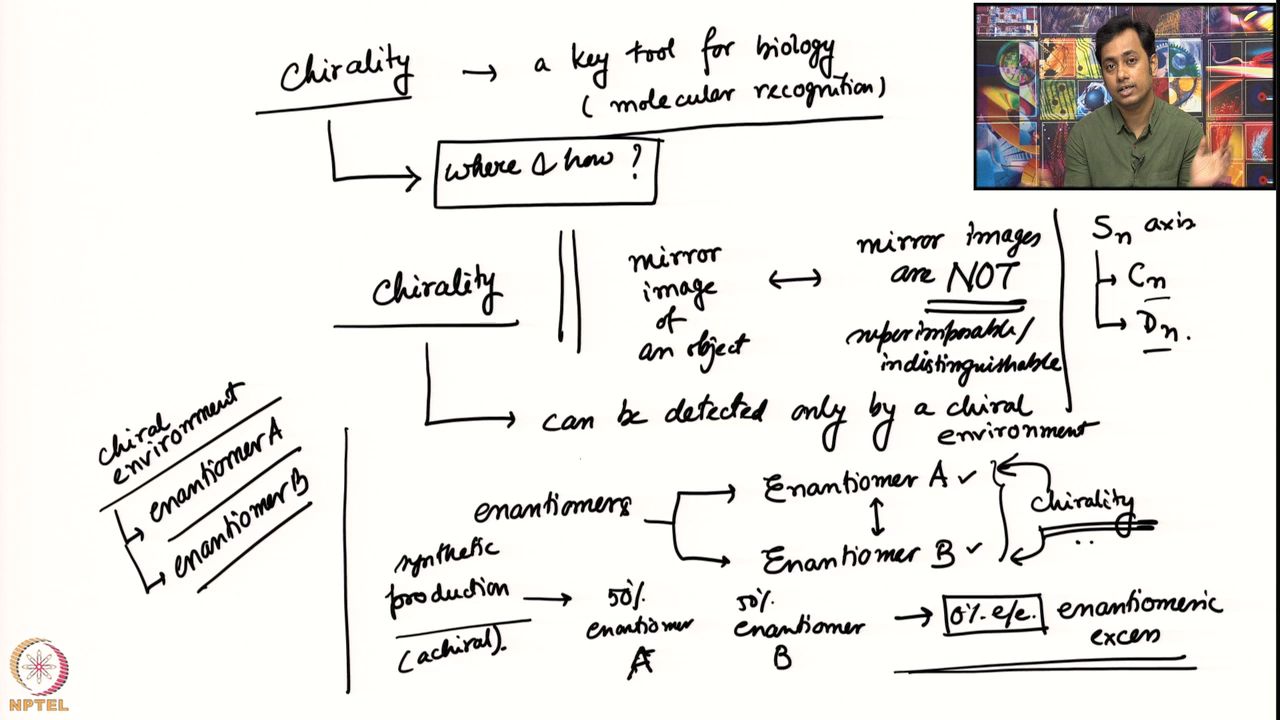 Chirality → a key tool for biology
(molecular recognition)
where & how?
Chirality
mirror
image
of
an object
mirror images
are NOT
superimposable/
indistinguishable
Sn axis
Cn
Dn.
can be detected only by a chiral
environment
chiral
environment
enantiomer A
enantiomer B
enantiomers
Enantiomer A ✓
Enantiomer B ✓
chirality
synthetic
production
(achiral).
50%
enantiomer
A
50%
enantiomer
B
0% e/e.
enantiomeric
excess
NPTEL